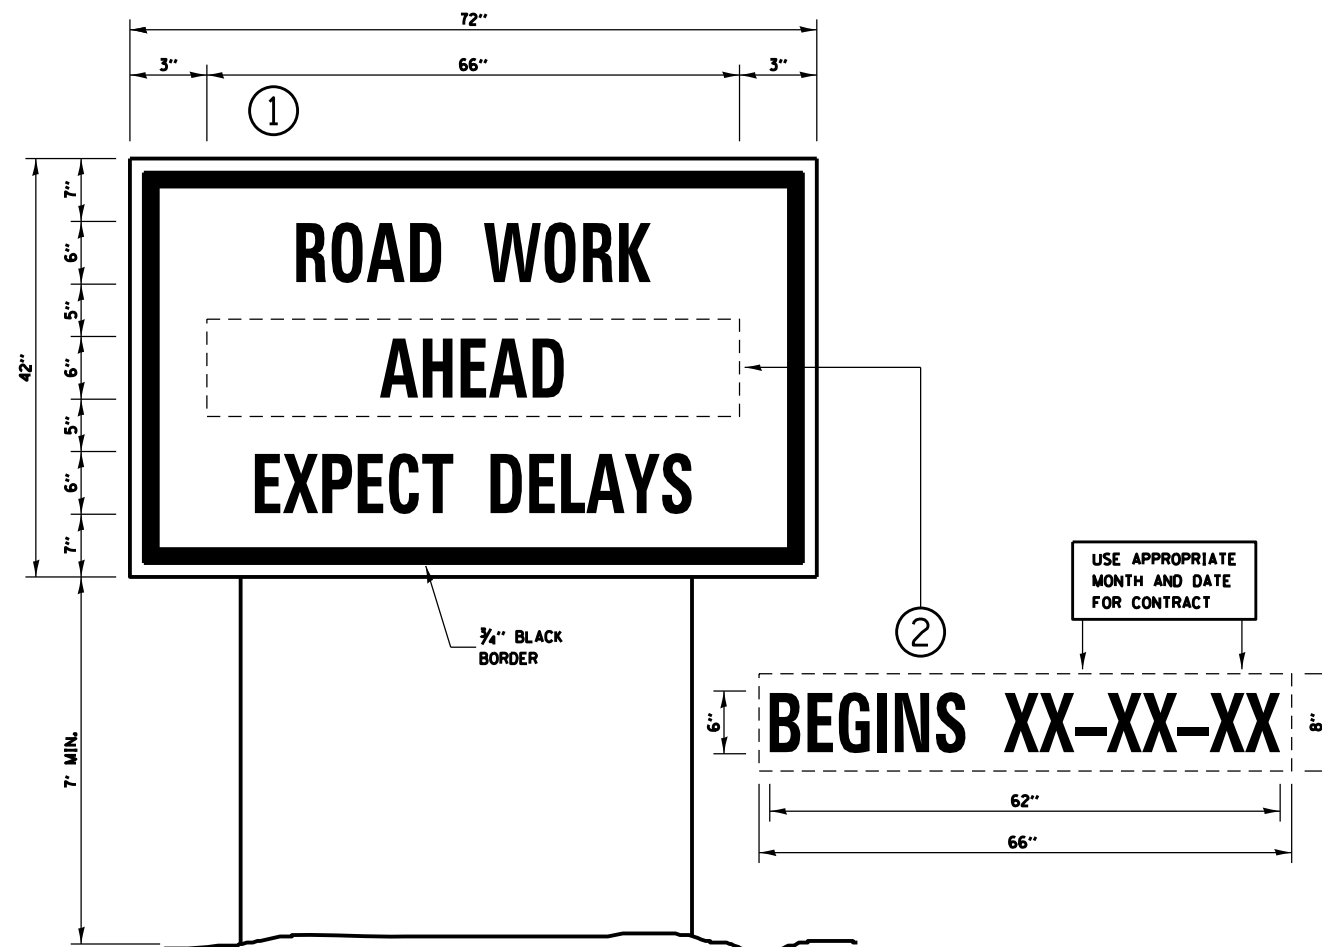 72"
3" 66" 3"
1
7"
6"
5"
6"
5"
6"
7"
42"
ROAD WORK
AHEAD
EXPECT DELAYS
3/4" BLACK
BORDER
7' MIN.
USE APPROPRIATE
MONTH AND DATE
FOR CONTRACT
2
BEGINS XX-XX-XX
6"
8"
62"
66"